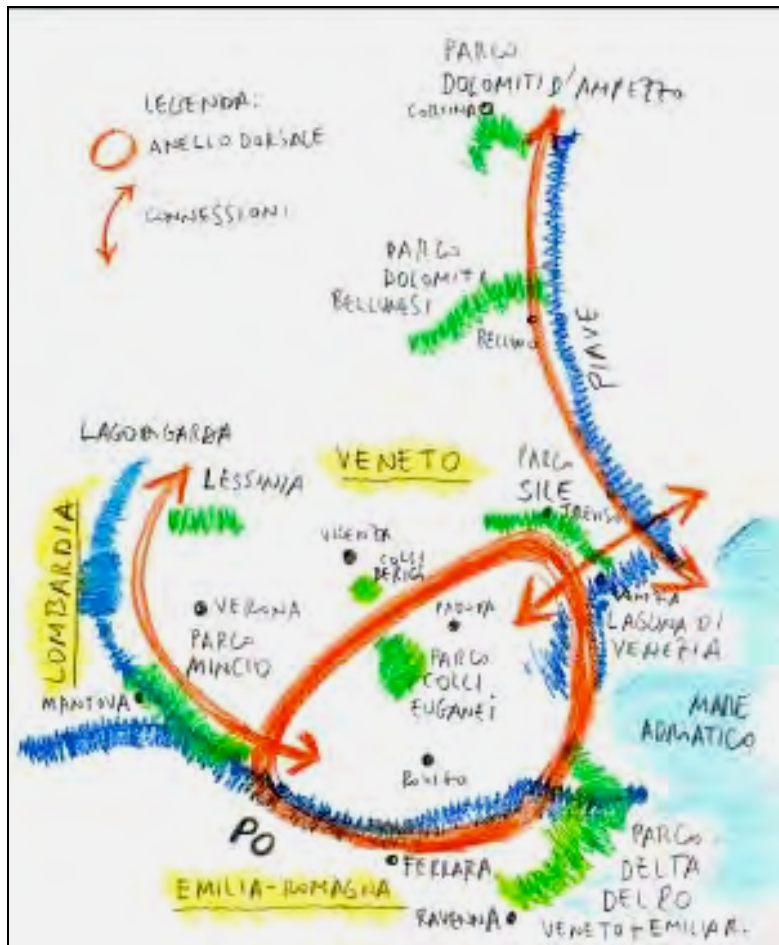 PARCO
DOLOMITI D'AMPEZZO
CORTINA
LEGENDA:
ANELLO DORSALE
CONNESSIONI
PARCO
DOLOMITI
BELLUNESI
BELLUNO
PIAVE
LAGO DI GARDA
LESSINIA
VENETO
PARCO
SILE
TREVISO
LOMBARDIA
VICENZA
COLLI
BERICI
VERONA
PADOVA
LAGUNA DI
VENEZIA
PARCO
MINCIO
PARCO
COLLI
EUGANEI
MANTOVA
MARE
ADRIATICO
ROVIGO
PO
FERRARA
PARCO
DELTA
DEL PO
VENETO + EMILIAR.
EMILIA-ROMAGNA
RAVENNA